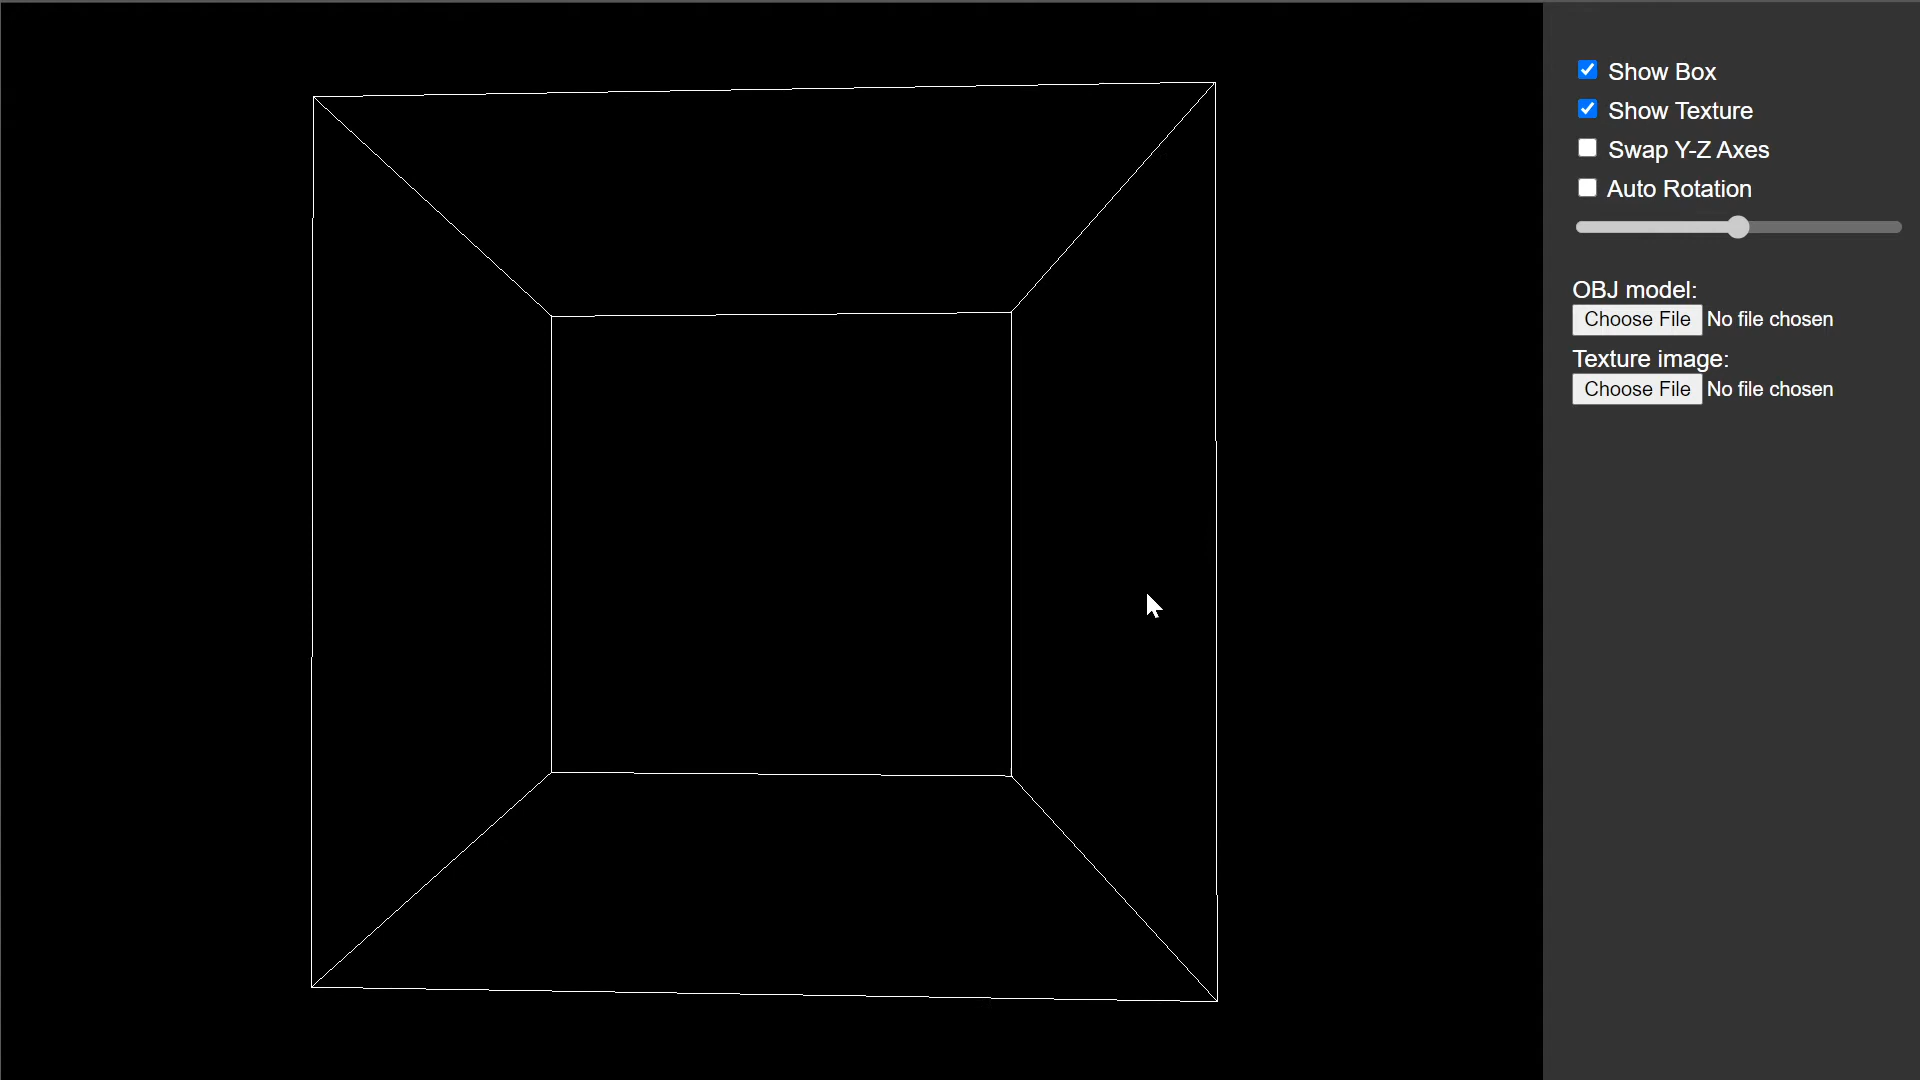 Show Box
Show Texture
Swap Y-Z Axes
Auto Rotation
OBJ model:
Choose File No file chosen
Texture image:
Choose File No file chosen